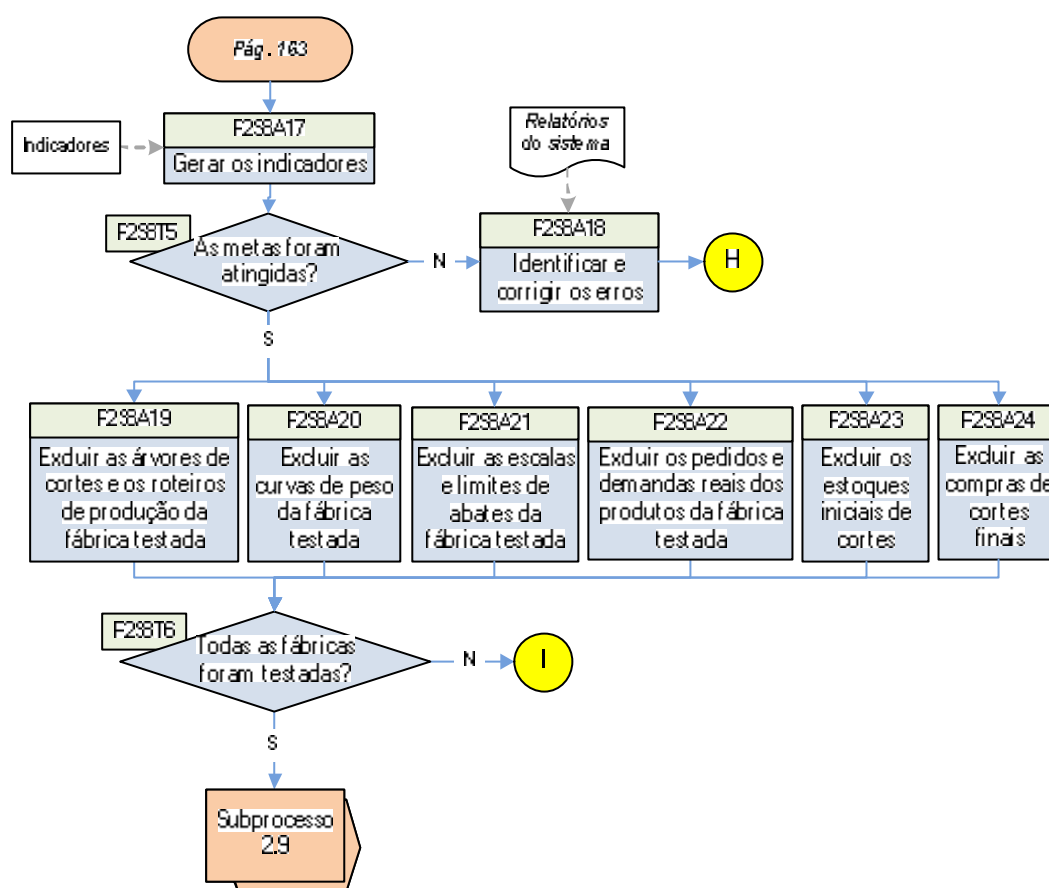 Pág. 163
F2S8A17
Indicadores
Gerar os indicadores
Relatórios
do sistema
F2S8T5
As metas foram
atingidas?
N
F2S8A18
Identificar e
corrigir os erros
H
S
F2S8A19
Excluir as árvores de
cortes e os roteiros
de produção da
fábrica testada
F2S8A20
Excluir as
curvas de peso
da fábrica
testada
F2S8A21
Excluir as escalas
e limites de
abates da
fábrica testada
F2S8A22
Excluir os pedidos e
demandas reais dos
produtos da fábrica
testada
F2S8A23
Excluir os
estoques
iniciais de
cortes
F2S8A24
Excluir as
compras de
cortes
finais
F2S8T6
Todas as fábricas
foram testadas?
N
I
S
Subprocesso
2.9